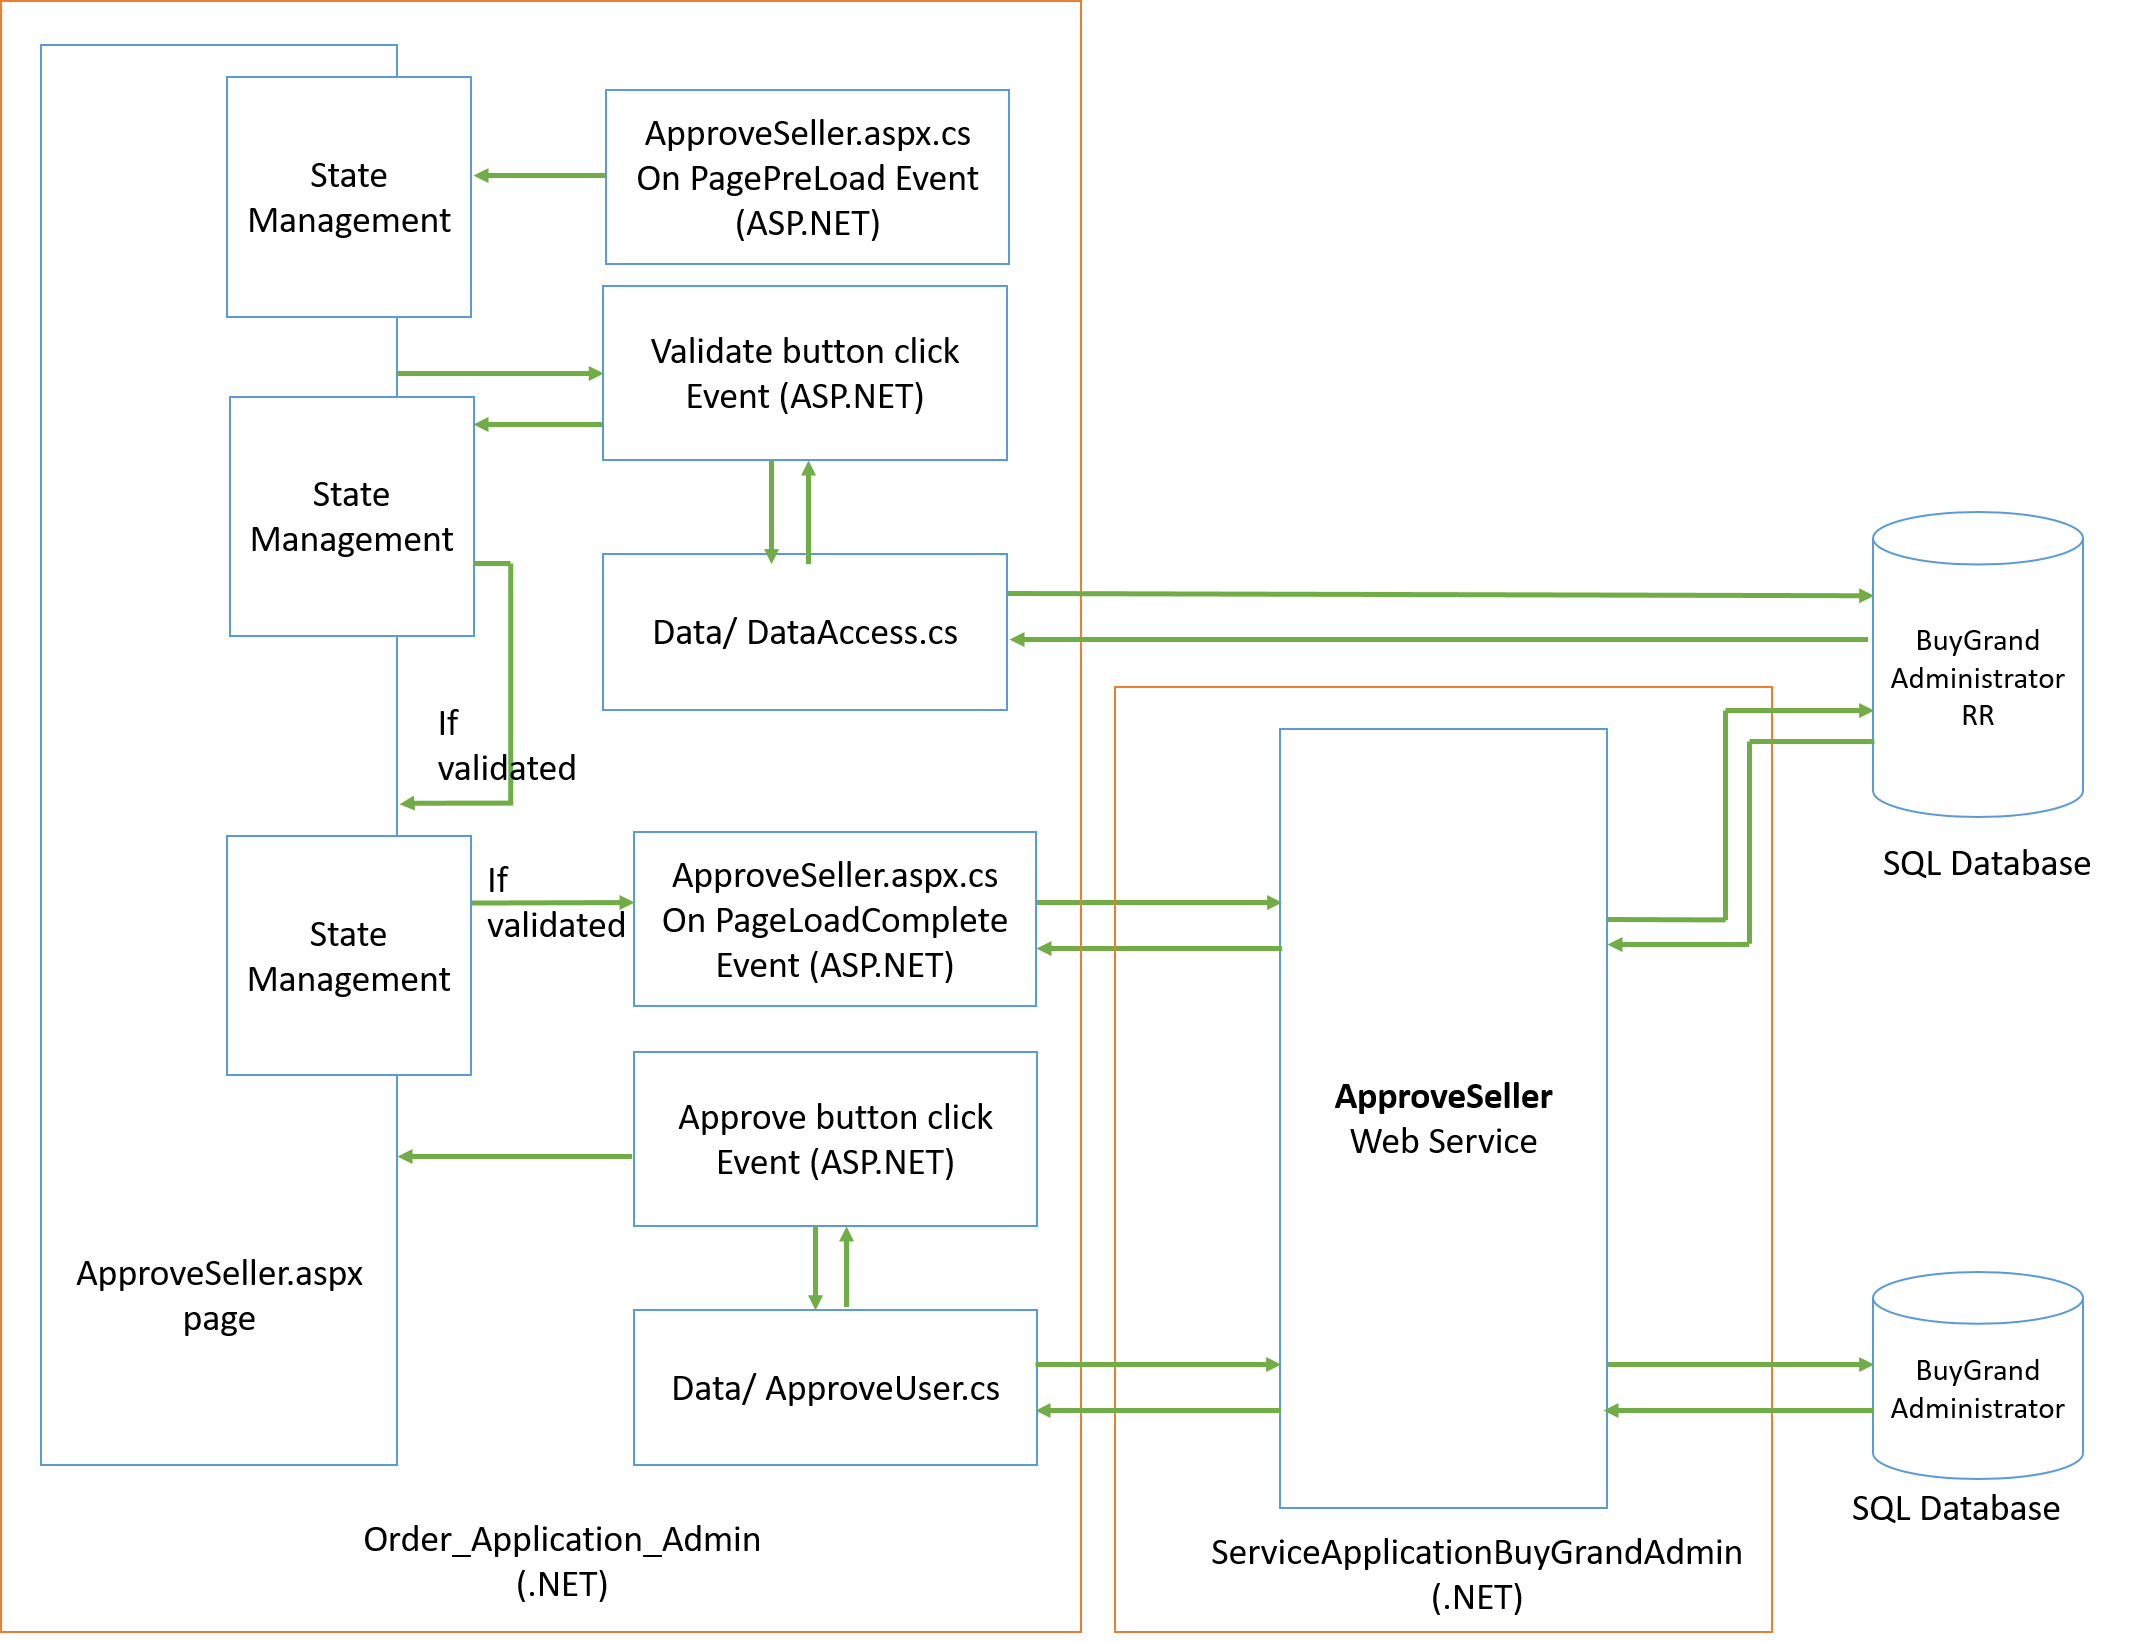 State
Management
ApproveSeller.aspx.cs
On PagePreLoad Event
(ASP.NET)
Validate button click
Event (ASP.NET)
State
Management
Data/ DataAccess.cs
BuyGrand
Administrator
RR
SQL Database
If
validated
State
Management
If
validated
ApproveSeller.aspx.cs
On PageLoadComplete
Event (ASP.NET)
Approve button click
Event (ASP.NET)
ApproveSeller
Web Service
ApproveSeller.aspx
page
Data/ ApproveUser.cs
BuyGrand
Administrator
SQL Database
Order_Application_Admin
(.NET)
ServiceApplicationBuyGrandAdmin
(.NET)